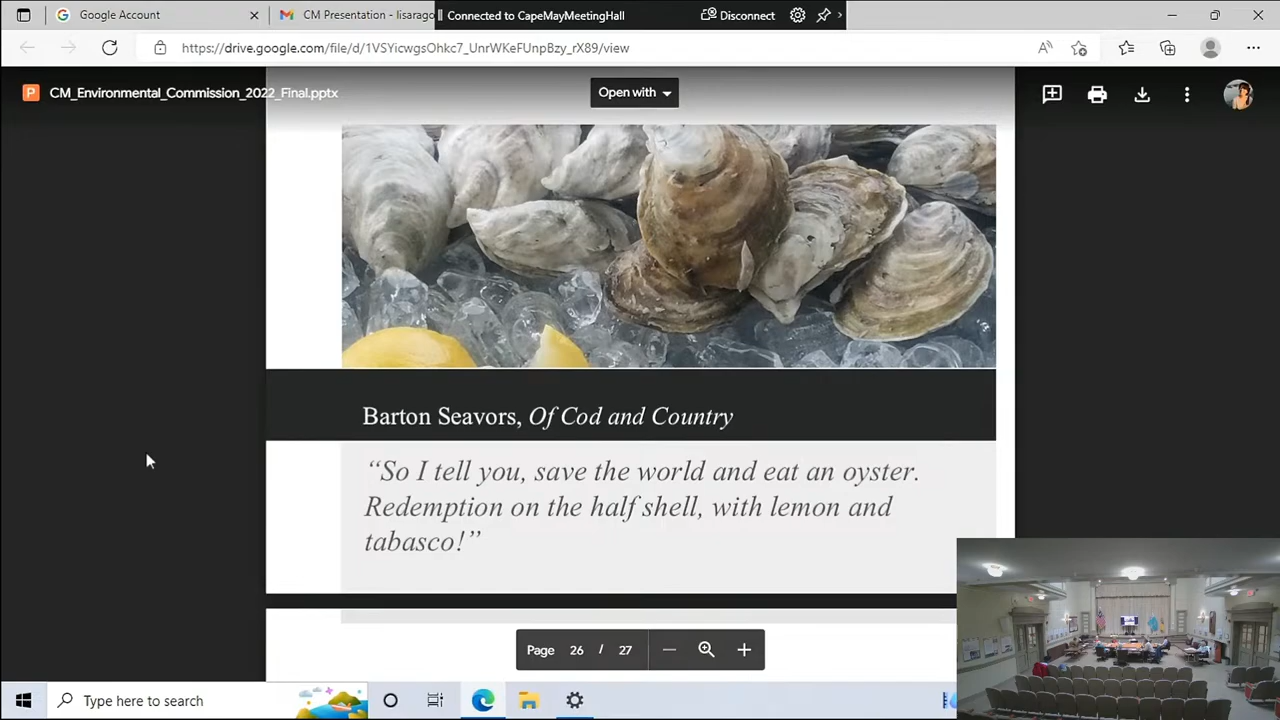 Google Account
CM Presentation - lisarago
Connected to CapeMayMeetingHall
Disconnect
https://drive.google.com/file/d/1VSYicwgsOhkc7_UnrWKeFUnpBzy_rX89/view
CM_Environmental_Commission_2022_Final.pptx
Open with
Barton Seavors, Of Cod and Country
“So I tell you, save the world and eat an oyster.
Redemption on the half shell, with lemon and
tabasco!”
Page 26 / 27
Type here to search